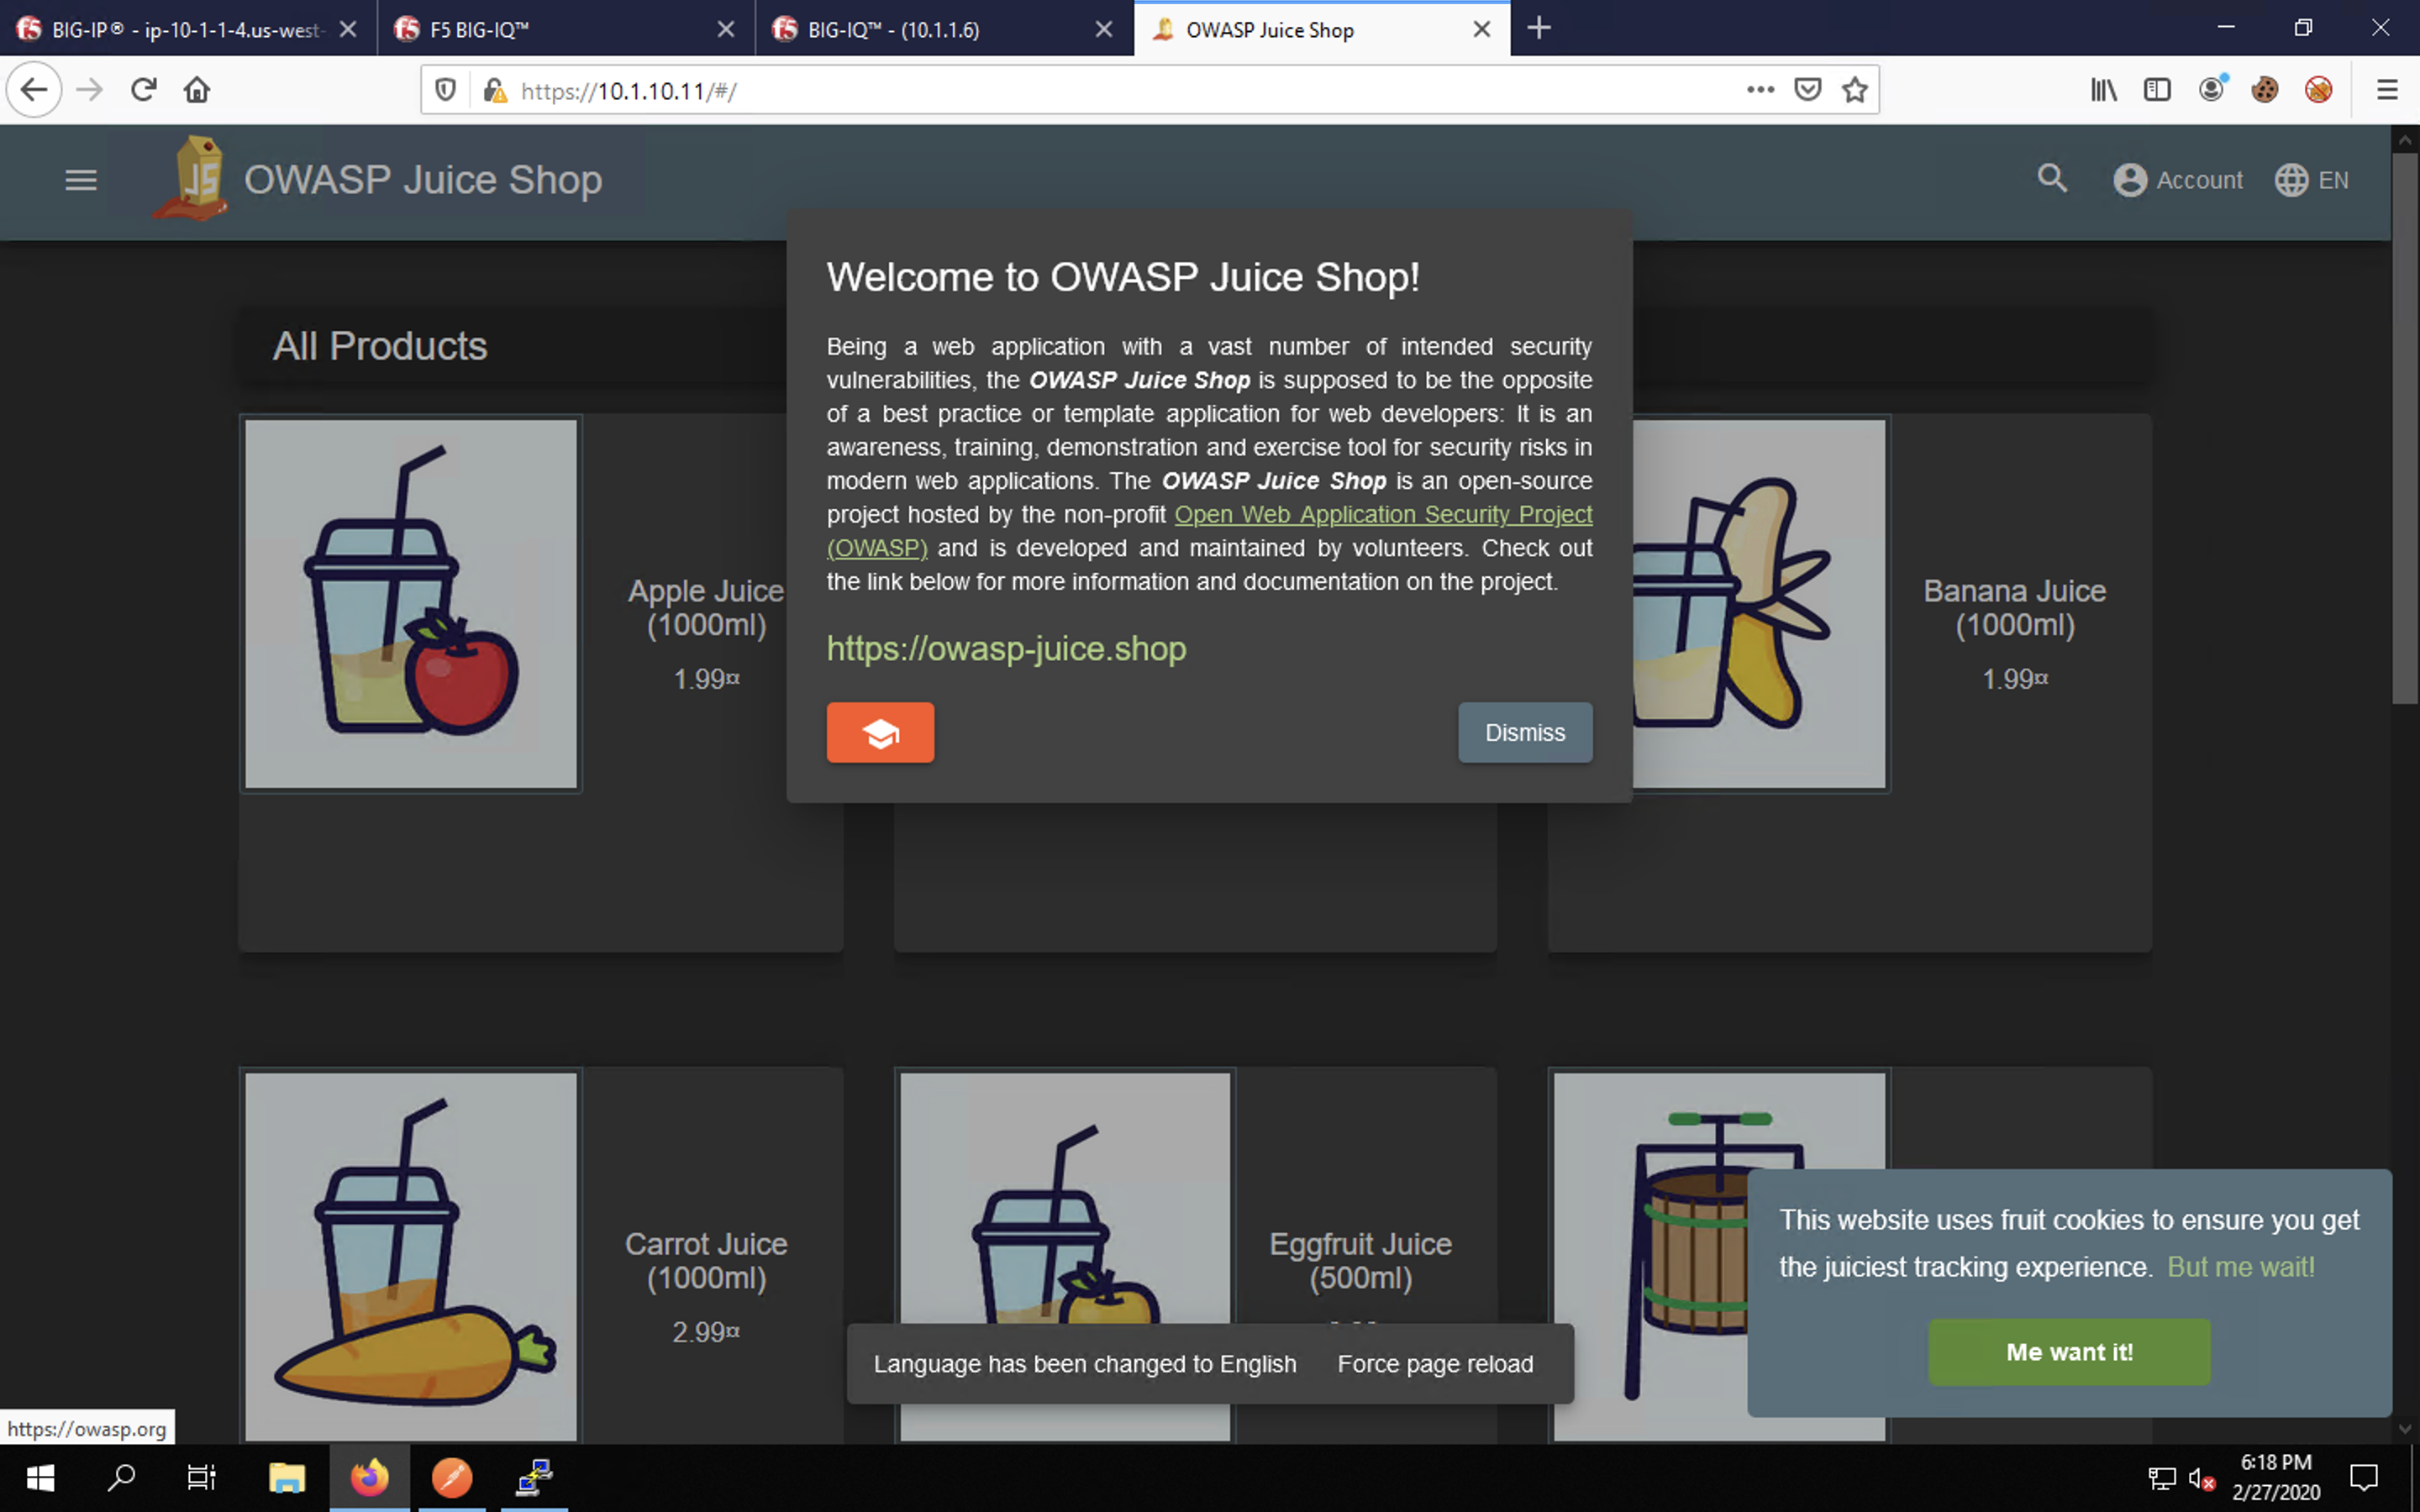 BIG-IP® - ip-10-1-1-4.us-west-
F5 BIG-IQ™
BIG-IQ™ - (10.1.1.6)
OWASP Juice Shop
https://10.1.10.11/#/
OWASP Juice Shop
Account
EN
All Products
Welcome to OWASP Juice Shop!
Being a web application with a vast number of intended security
vulnerabilities, the OWASP Juice Shop is supposed to be the opposite
of a best practice or template application for web developers: It is an
awareness, training, demonstration and exercise tool for security risks in
modern web applications. The OWASP Juice Shop is an open-source
project hosted by the non-profit Open Web Application Security Project
(OWASP) and is developed and maintained by volunteers. Check out
the link below for more information and documentation on the project.
https://owasp-juice.shop
Dismiss
Apple Juice
(1000ml)
1.99¤
Banana Juice
(1000ml)
1.99¤
Carrot Juice
(1000ml)
2.99¤
Eggfruit Juice
(500ml)
Language has been changed to English Force page reload
This website uses fruit cookies to ensure you get
the juiciest tracking experience. But me wait!
Me want it!
https://owasp.org
6:18 PM
2/27/2020